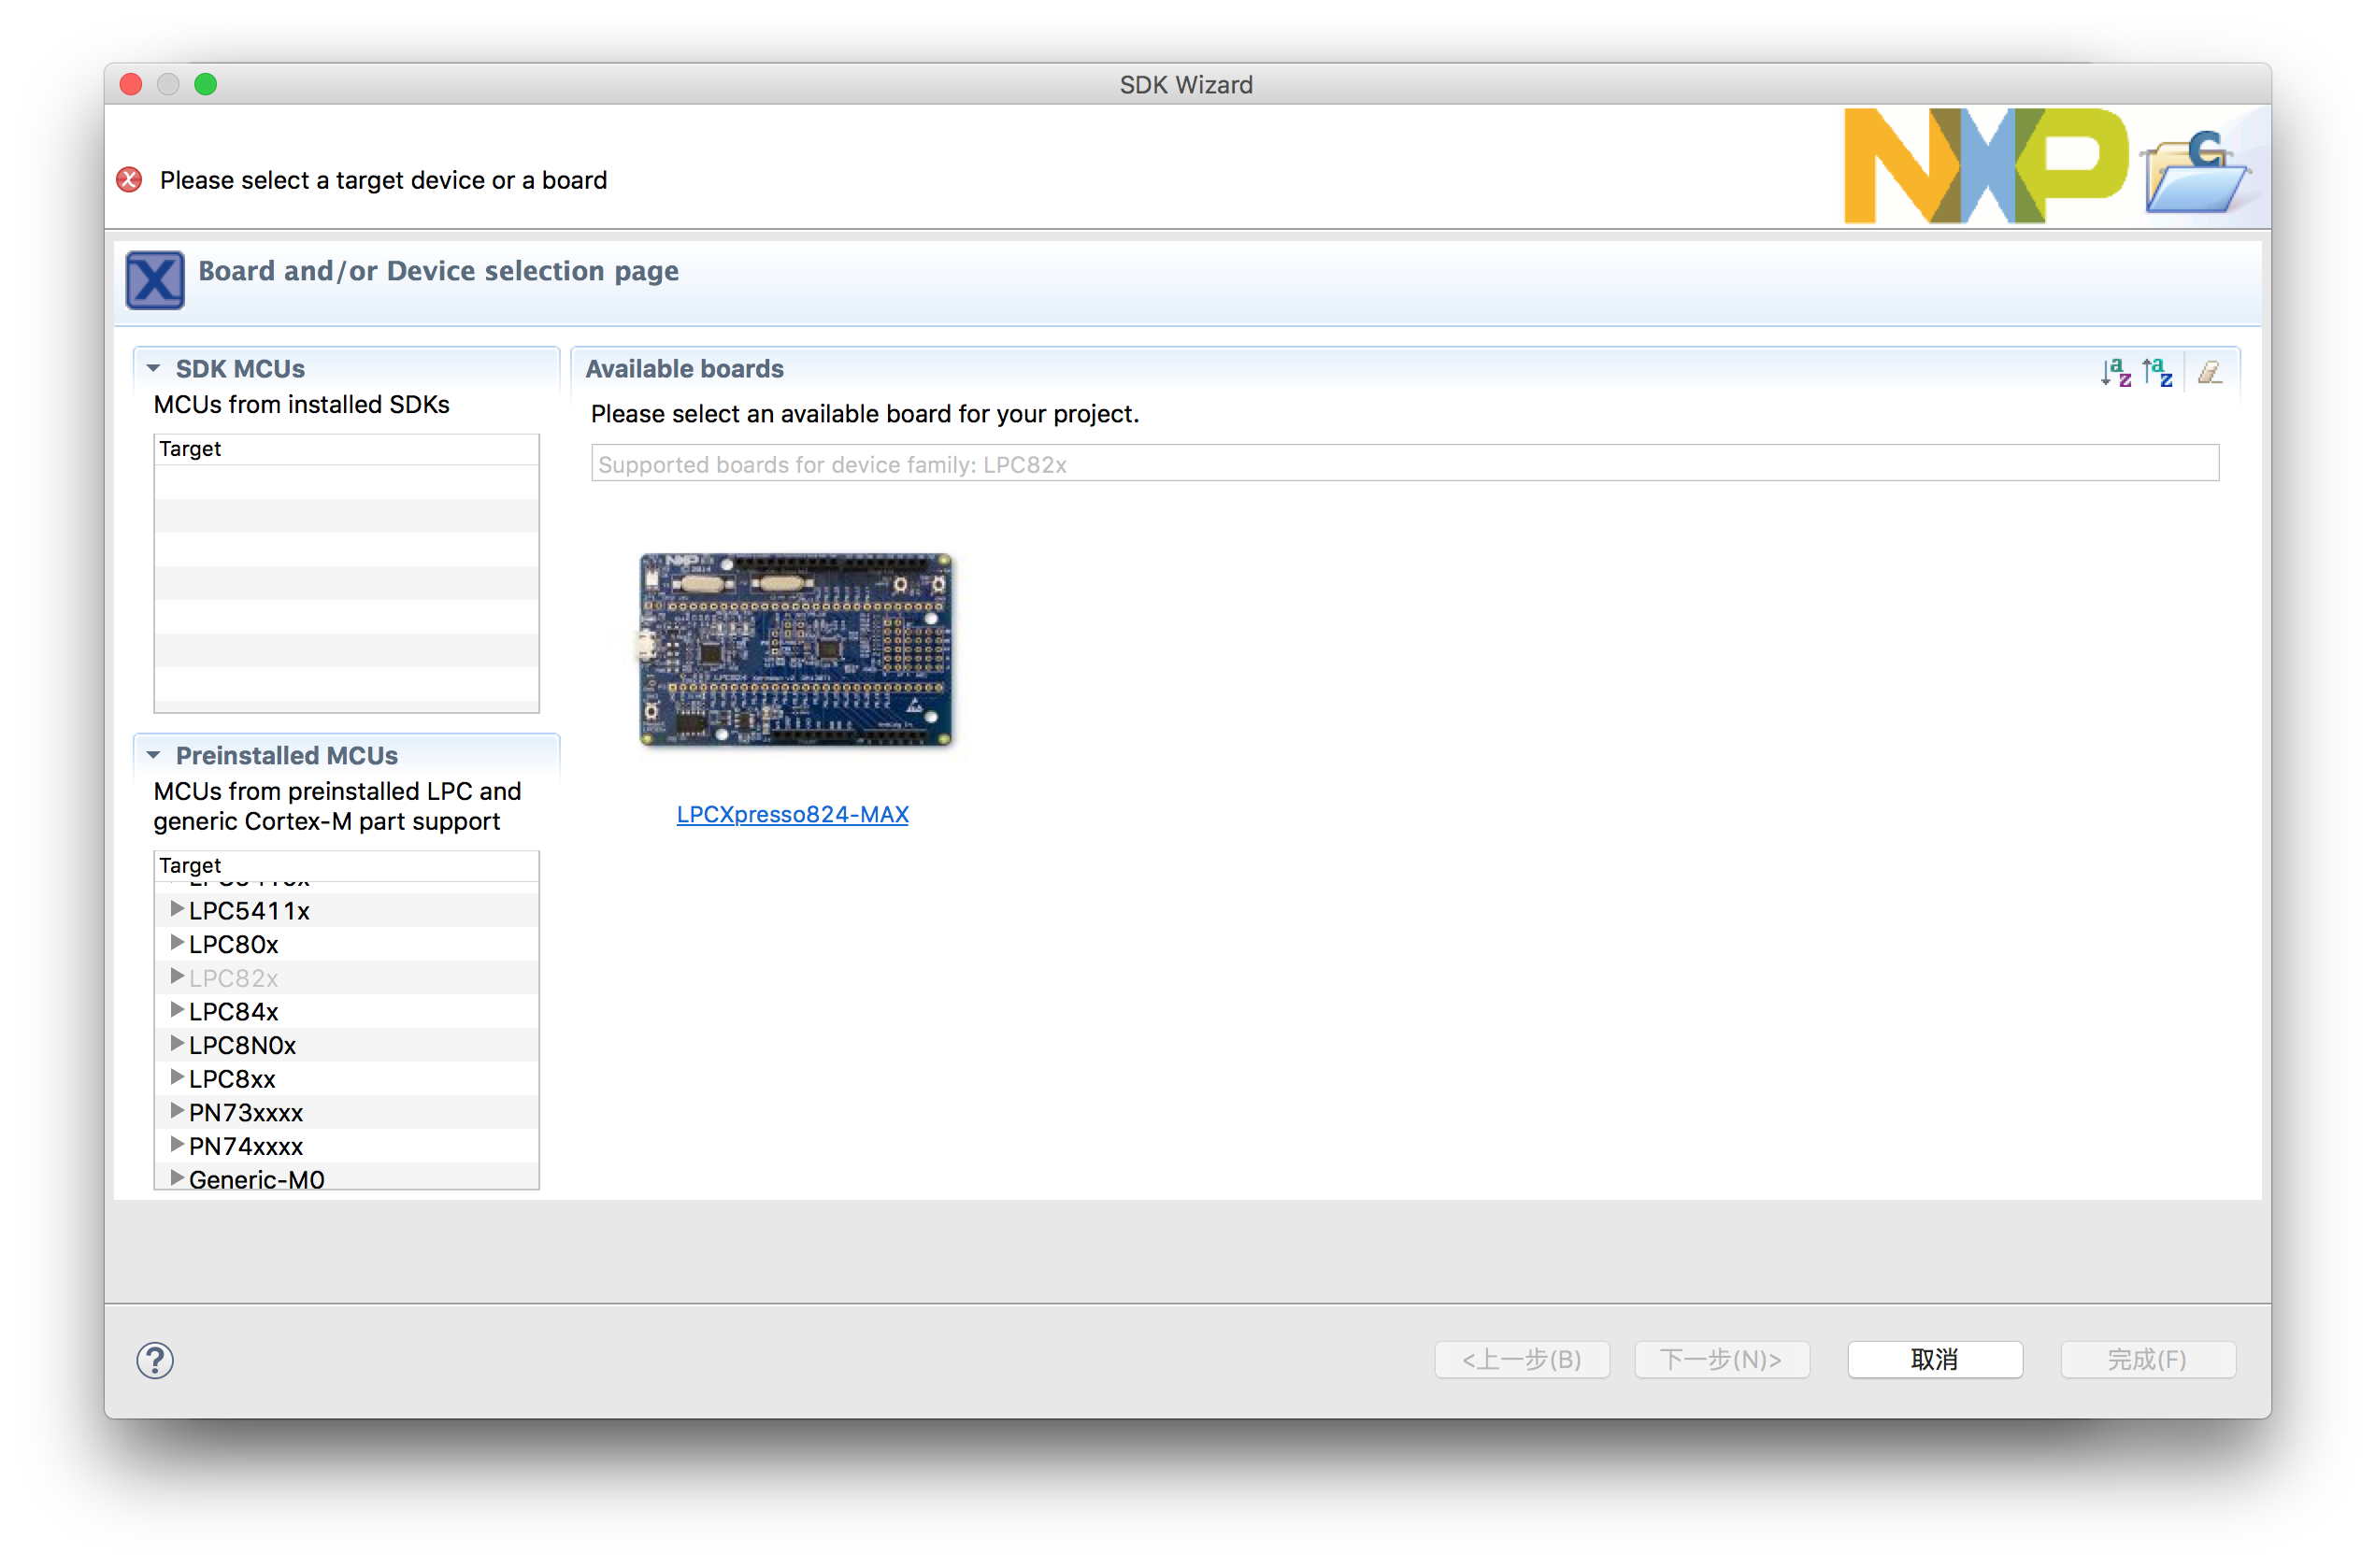 SDK Wizard
Please select a target device or a board
NXP
C
X
Board and/or Device selection page
SDK MCUs
MCUs from installed SDKs
Target
Available boards
Please select an available board for your project.
Supported boards for device family: LPC82x
NXP
LPCXpresso824-MAX
Preinstalled MCUs
MCUs from preinstalled LPC and
generic Cortex-M part support
Target
LPC5411x
LPC80x
LPC82x
LPC84x
LPC8N0x
LPC8xx
PN73xxxx
PN74xxxx
Generic-M0
?
<上一步(B)
下一步(N)>
取消
完成(F)